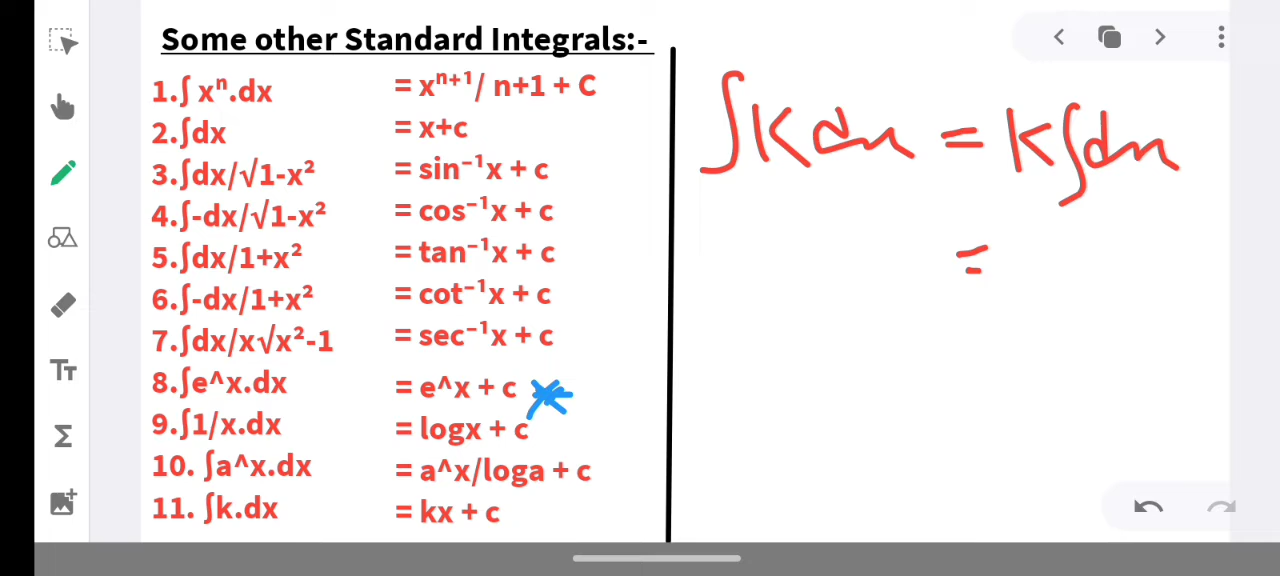 Some other Standard Integrals:-
1.∫ xⁿ.dx = xⁿ⁺¹/ n+1 + C
2.∫dx = x+c
3.∫dx/√1-x² = sin⁻¹x + c
4.∫-dx/√1-x² = cos⁻¹x + c
5.∫dx/1+x² = tan⁻¹x + c
6.∫-dx/1+x² = cot⁻¹x + c
7.∫dx/x√x²-1 = sec⁻¹x + c
8.∫e^x.dx = e^x + c
9.∫1/x.dx = logx + c
10. ∫a^x.dx = a^x/loga + c
11. ∫k.dx = kx + c
∫K dx = K∫dx
=
Tт
Σ